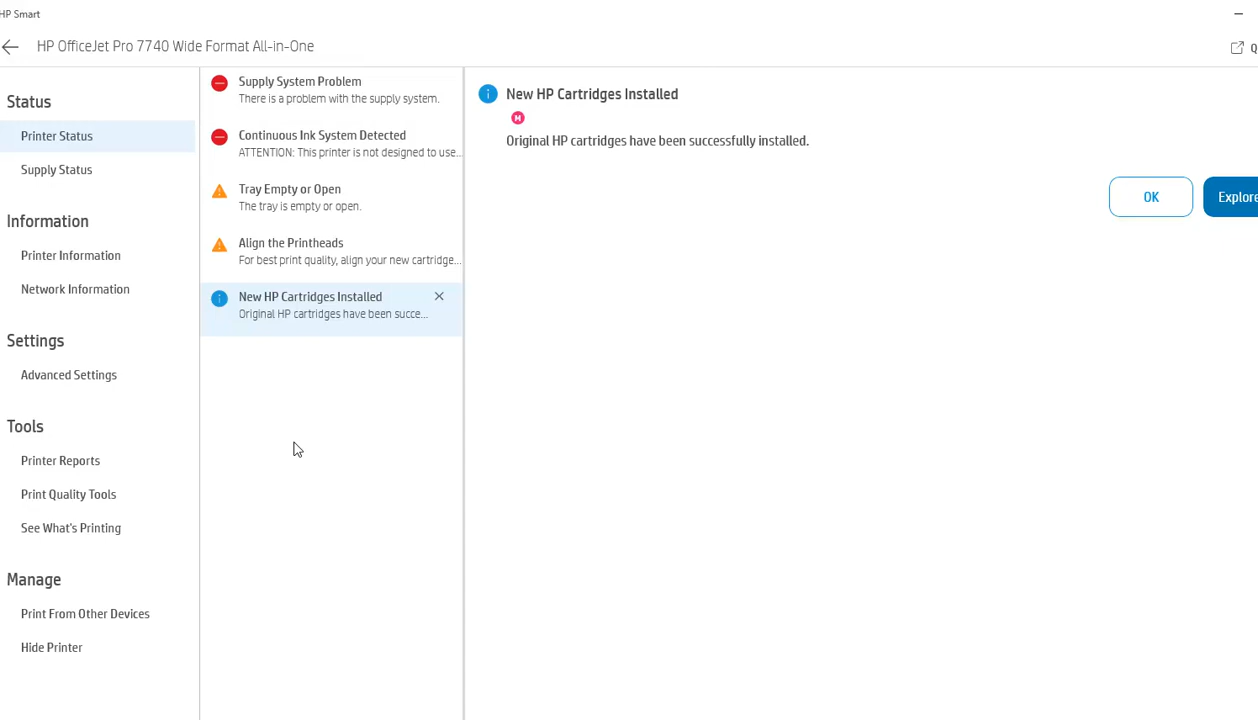 HP Smart
HP OfficeJet Pro 7740 Wide Format All-in-One
Status
Printer Status
Supply Status
Information
Printer Information
Network Information
Settings
Advanced Settings
Tools
Printer Reports
Print Quality Tools
See What's Printing
Manage
Print From Other Devices
Hide Printer
Supply System Problem
There is a problem with the supply system.
Continuous Ink System Detected
ATTENTION: This printer is not designed to use...
Tray Empty or Open
The tray is empty or open.
Align the Printheads
For best print quality, align your new cartridge...
New HP Cartridges Installed
Original HP cartridges have been succe...
New HP Cartridges Installed
M
Original HP cartridges have been successfully installed.
OK
Explore